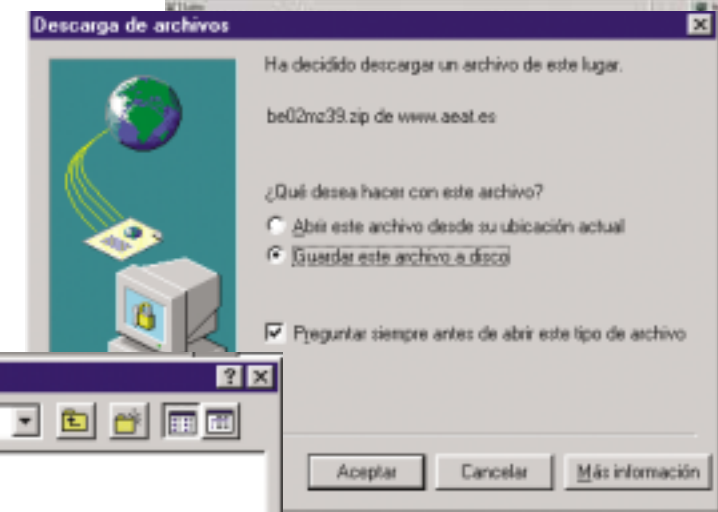 Descarga de archivos
Ha decidido descargar un archivo de este lugar.
be02mz39.zip de www.aeat.es
¿Qué desea hacer con este archivo?
Abrir este archivo desde su ubicación actual
Guardar este archivo a disco
Preguntar siempre antes de abrir este tipo de archivo
Aceptar Cancelar Más información